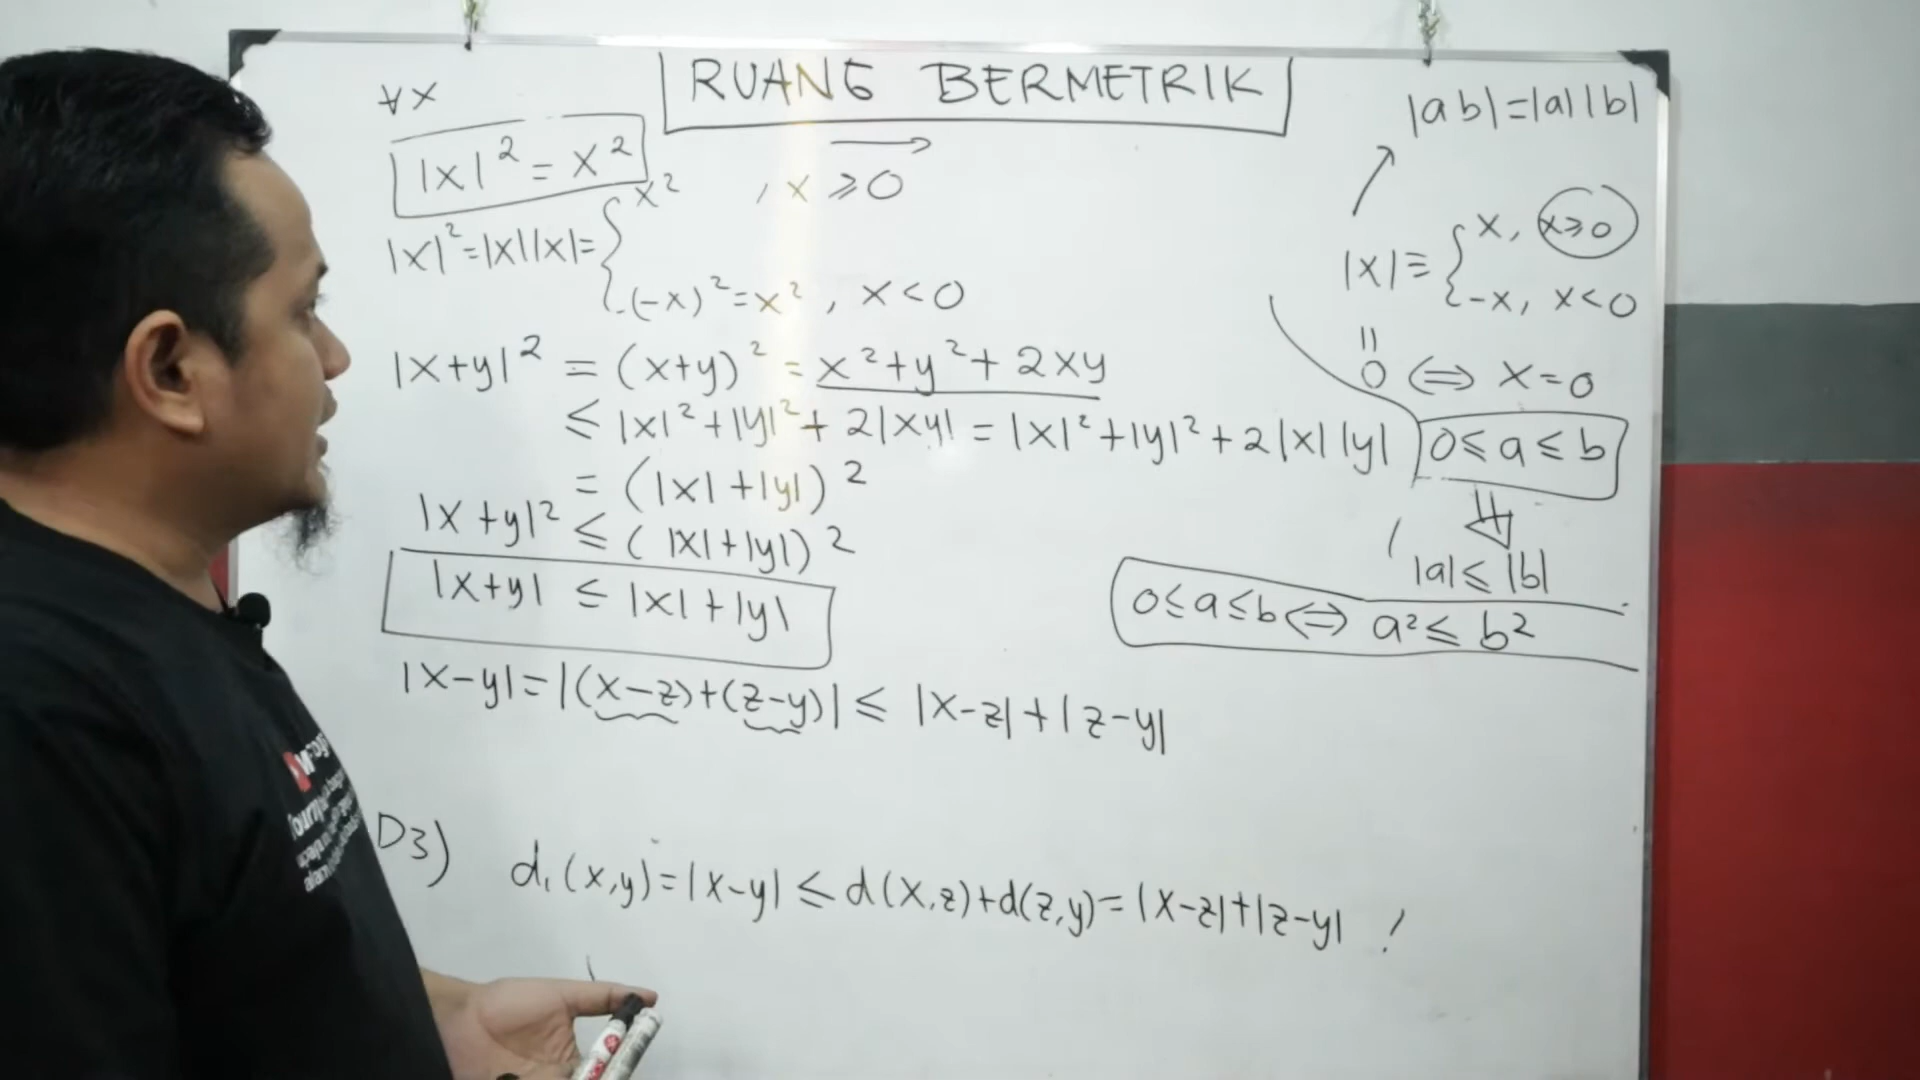 RUANG BERMETRIK
∀x
|x|² = x²
|x|² = |x||x| = { x² , x ≥ 0
(-x)² = x² , x < 0
|x+y|² = (x+y)² = x² + y² + 2xy
≤ |x|² + |y|² + 2|xy| = |x|² + |y|² + 2|x||y|
= (|x| + |y|)²
|x+y|² ≤ (|x| + |y|)²
|x+y| ≤ |x| + |y|
|x-y| = |(x-z)+(z-y)| ≤ |x-z| + |z-y|
D3) d₁(x,y) = |x-y| ≤ d(x,z)+d(z,y) = |x-z|+|z-y| !
|ab| = |a||b|
|x| ≡ { x, x ≥ 0
-x, x < 0
=
0 ⇔ x = 0
0 ≤ a ≤ b
⇓
|a| ≤ |b|
0 ≤ a ≤ b ⇔ a² ≤ b²